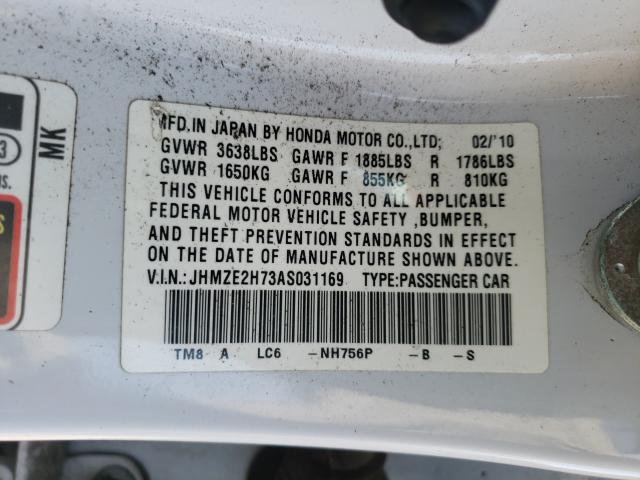 MFD.IN JAPAN BY HONDA MOTOR CO.,LTD; 02/'10
GVWR 3638LBS GAWR F 1885LBS R 1786LBS
GVWR 1650KG GAWR F 855KG R 810KG
THIS VEHICLE CONFORMS TO ALL APPLICABLE
FEDERAL MOTOR VEHICLE SAFETY ,BUMPER,
AND THEFT PREVENTION STANDARDS IN EFFECT
ON THE DATE OF MANUFACTURE SHOWN ABOVE.
V.I.N.:JHMZE2H73AS031169 TYPE:PASSENGER CAR
TM8 A LC6 -NH756P -B -S
MK
3